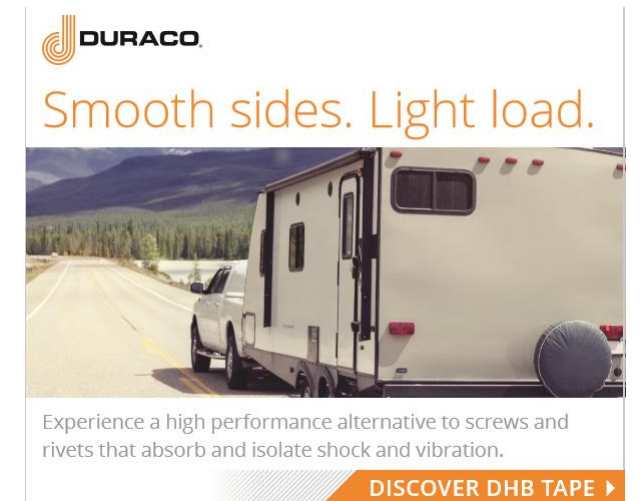 DURACO
Smooth sides. Light load.
Experience a high performance alternative to screws and
rivets that absorb and isolate shock and vibration.
DISCOVER DHB TAPE